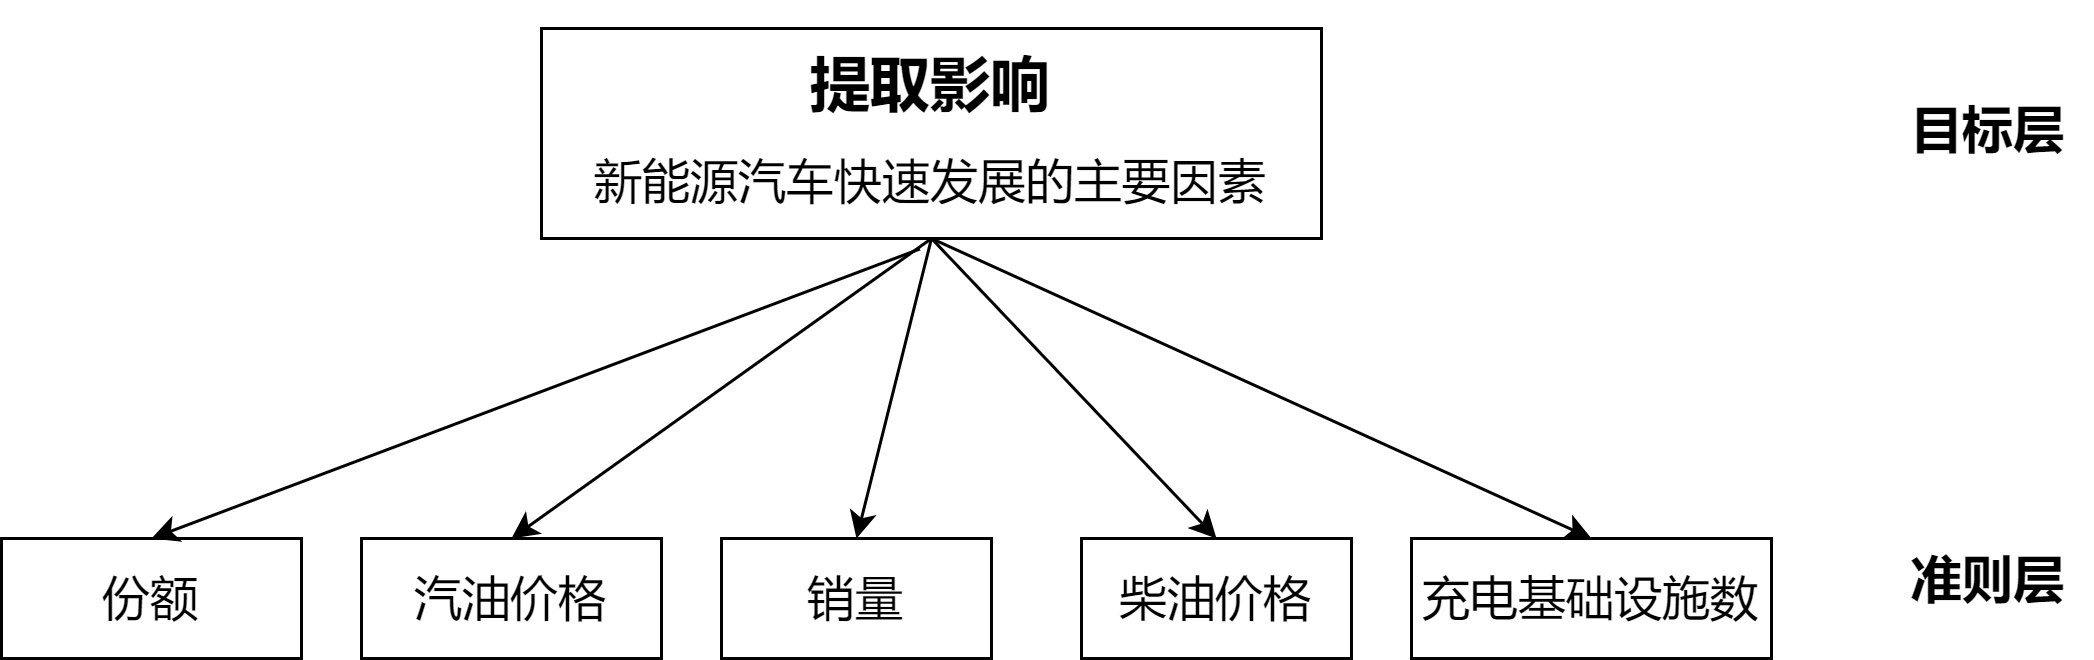 提取影响
新能源汽车快速发展的主要因素
目标层
份额
汽油价格
销量
柴油价格
充电基础设施数
准则层